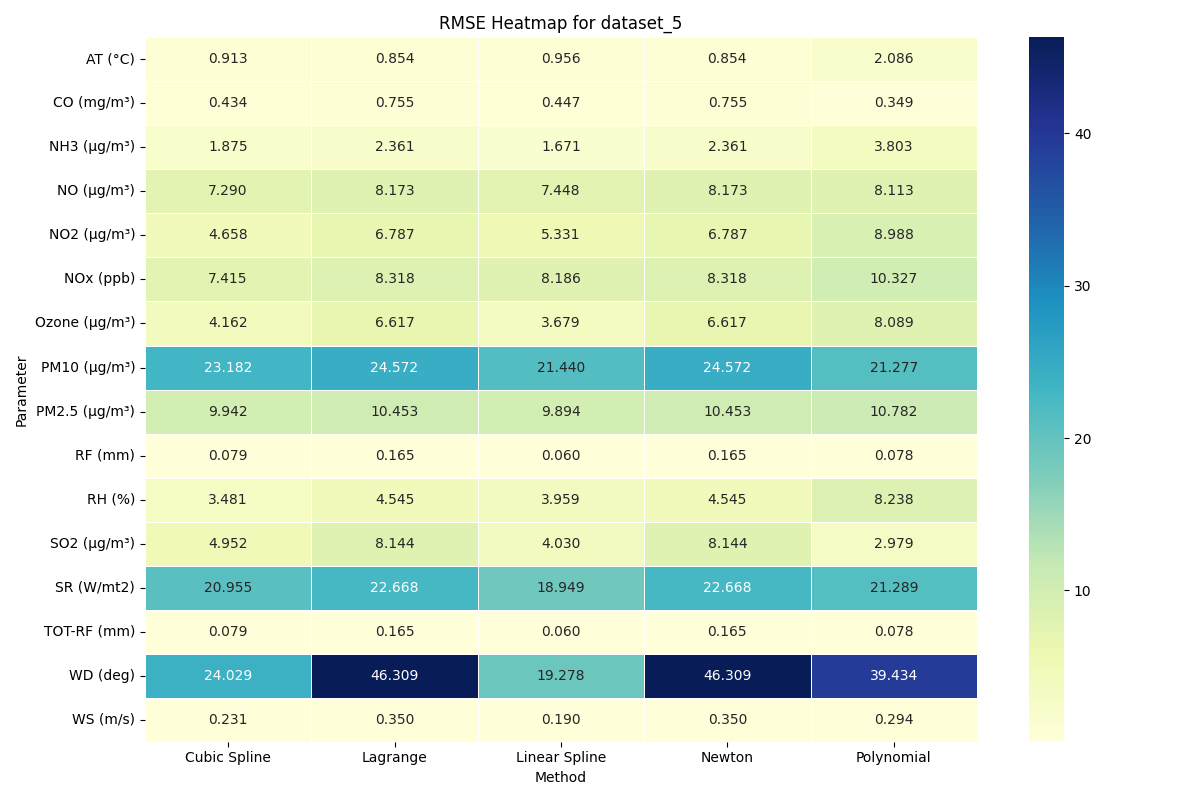 RMSE Heatmap for dataset_5
AT (°C) 0.913 0.854 0.956 0.854 2.086
CO (mg/m³) 0.434 0.755 0.447 0.755 0.349
NH3 (µg/m³) 1.875 2.361 1.671 2.361 3.803
NO (µg/m³) 7.290 8.173 7.448 8.173 8.113
NO2 (µg/m³) 4.658 6.787 5.331 6.787 8.988
NOx (ppb) 7.415 8.318 8.186 8.318 10.327
Ozone (µg/m³) 4.162 6.617 3.679 6.617 8.089
PM10 (µg/m³) 23.182 24.572 21.440 24.572 21.277
PM2.5 (µg/m³) 9.942 10.453 9.894 10.453 10.782
RF (mm) 0.079 0.165 0.060 0.165 0.078
RH (%) 3.481 4.545 3.959 4.545 8.238
SO2 (µg/m³) 4.952 8.144 4.030 8.144 2.979
SR (W/mt2) 20.955 22.668 18.949 22.668 21.289
TOT-RF (mm) 0.079 0.165 0.060 0.165 0.078
WD (deg) 24.029 46.309 19.278 46.309 39.434
WS (m/s) 0.231 0.350 0.190 0.350 0.294
Cubic Spline Lagrange Linear Spline Newton Polynomial
Method
Parameter
40
30
20
10